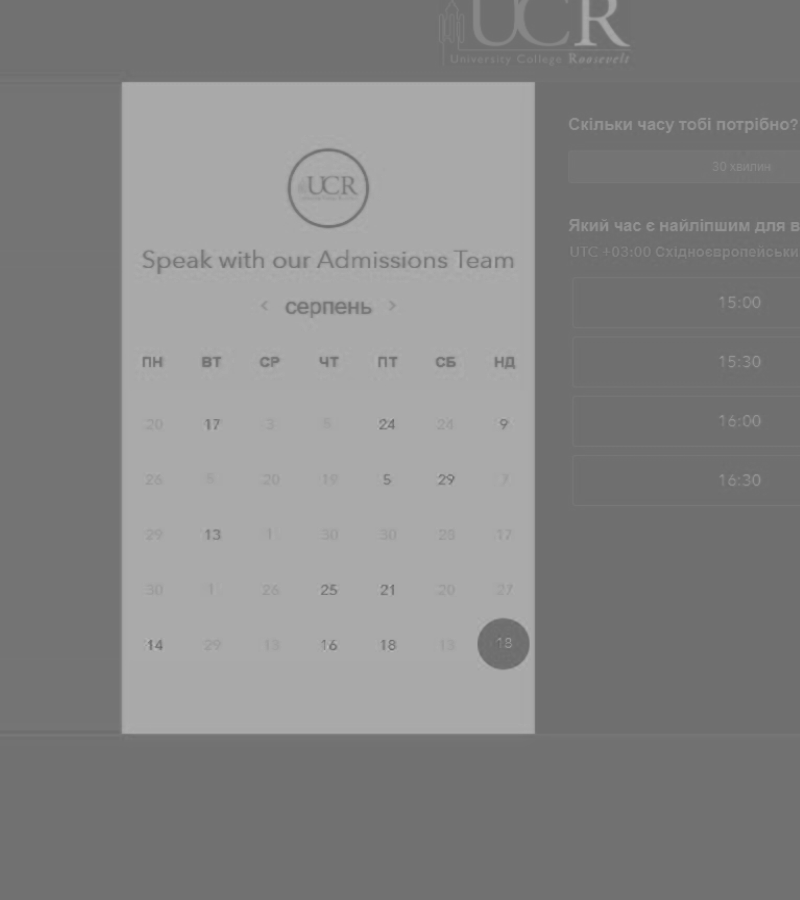 UCR
University College Roosevelt
UCR
Speak with our Admissions Team
< серпень >
ПН ВТ СР ЧТ ПТ СБ НД
20 17 3 5 24 24 9
26 5 20 19 5 29 7
29 13 1 30 30 25 17
30 1 26 25 21 20 27
14 29 13 16 18 13 18
Скільки часу тобі потрібно?
30 хвилин
Який час є найліпшим для в
UTC +03:00 Східноєвропейськи
15:00
15:30
16:00
16:30